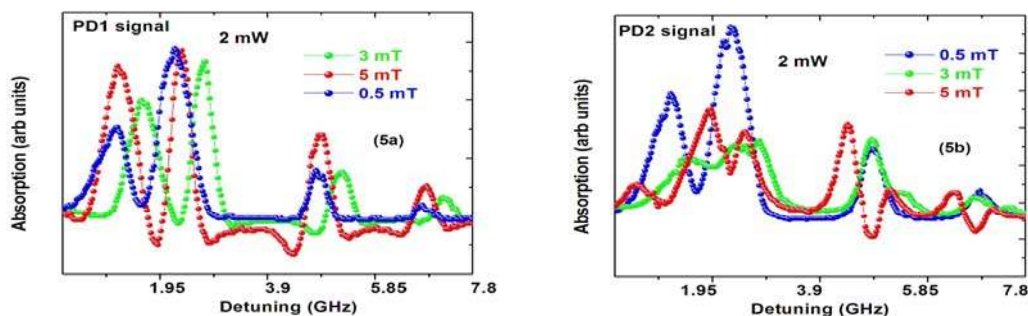 PD1 signal
2 mW
3 mT
5 mT
0.5 mT
(5a)
Absorption (arb units)
1.95
3.9
5.85
7.8
Detuning (GHz)
PD2 signal
2 mW
0.5 mT
3 mT
5 mT
(5b)
Absorption (arb units)
1.95
3.9
5.85
7.8
Detuning (GHz)